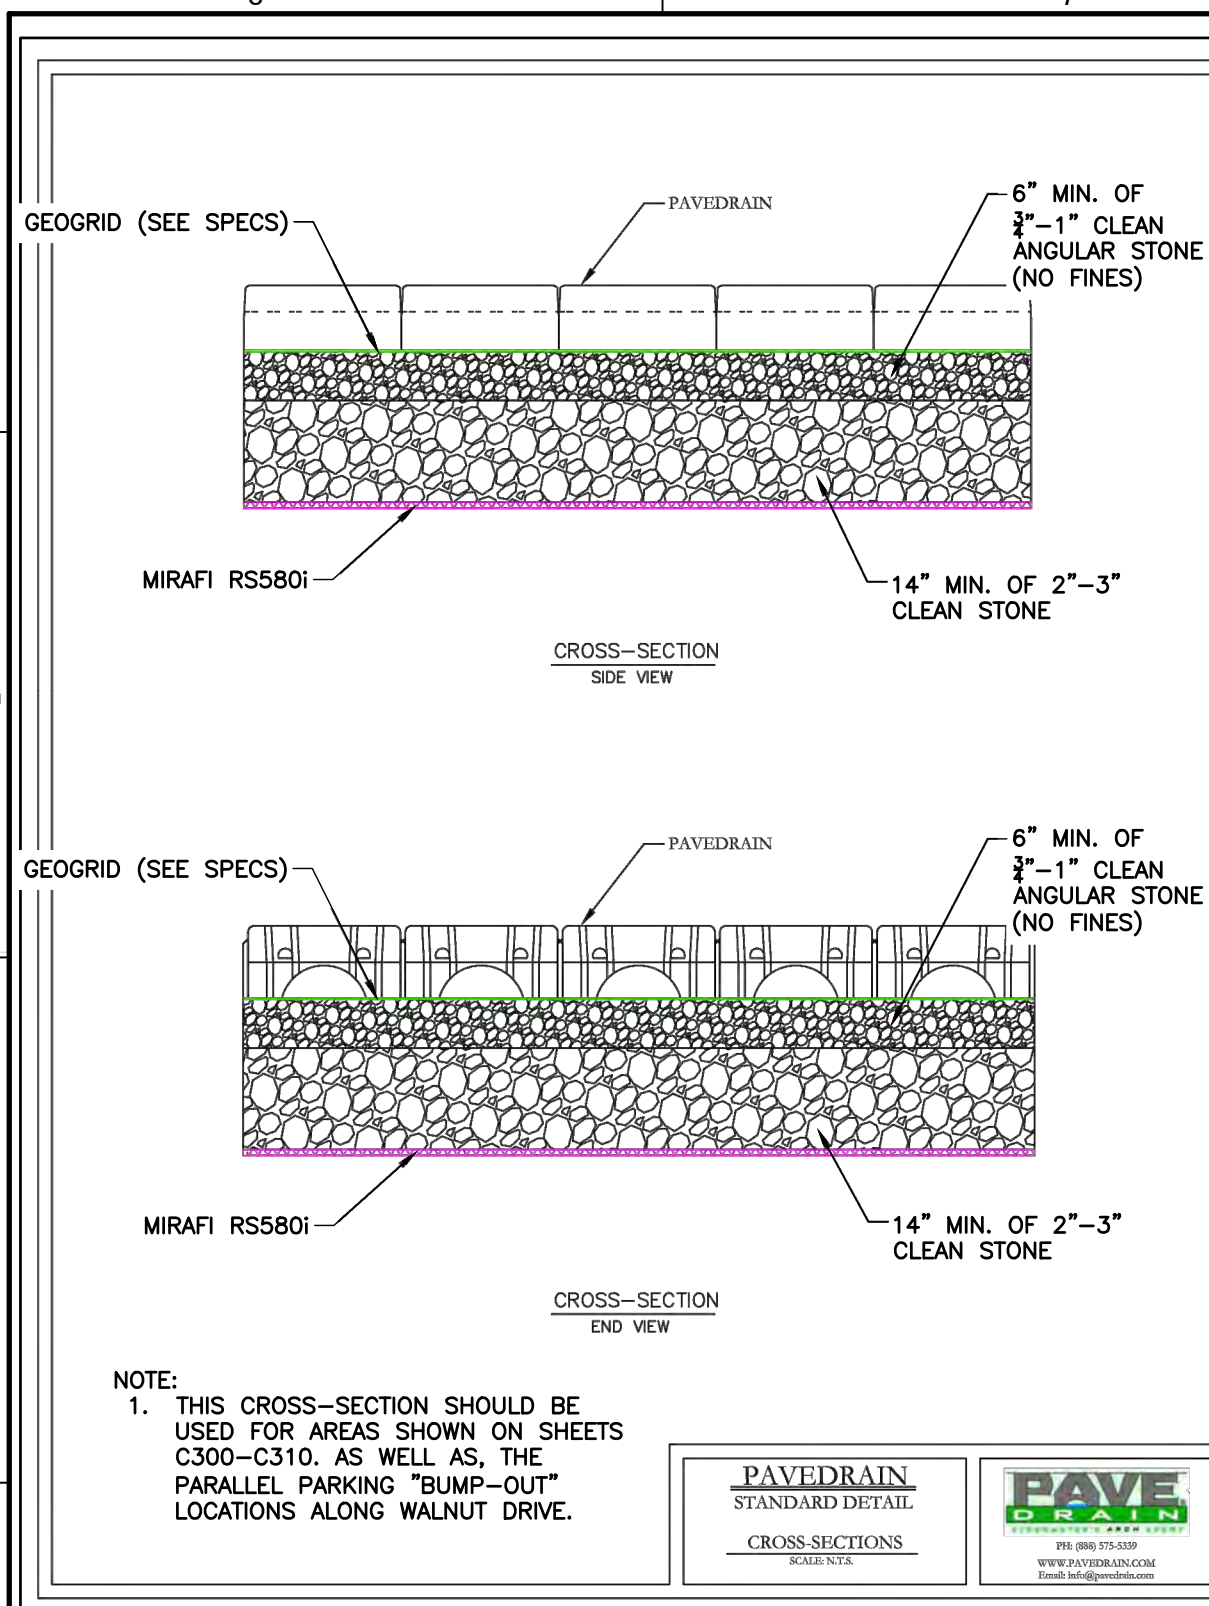 GEOGRID (SEE SPECS)
PAVEDRAIN
6" MIN. OF
3/4"-1" CLEAN
ANGULAR STONE
(NO FINES)
MIRAFI RS580i
14" MIN. OF 2"-3"
CLEAN STONE
CROSS-SECTION
SIDE VIEW
GEOGRID (SEE SPECS)
PAVEDRAIN
6" MIN. OF
3/4"-1" CLEAN
ANGULAR STONE
(NO FINES)
MIRAFI RS580i
14" MIN. OF 2"-3"
CLEAN STONE
CROSS-SECTION
END VIEW
NOTE:
1. THIS CROSS-SECTION SHOULD BE
USED FOR AREAS SHOWN ON SHEETS
C300-C310. AS WELL AS, THE
PARALLEL PARKING "BUMP-OUT"
LOCATIONS ALONG WALNUT DRIVE.
PAVEDRAIN
STANDARD DETAIL
CROSS-SECTIONS
SCALE: N.T.S.
PAVE
DRAIN
STORMWATER'S ARCH EXPERT
PH: (888) 575-5339
WWW.PAVEDRAIN.COM
Email: info@pavedrain.com